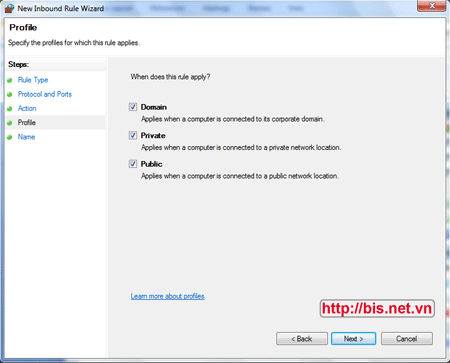 New Inbound Rule Wizard
Profile
Specify the profiles for which this rule applies.
Steps:
Rule Type
Protocol and Ports
Action
Profile
Name
When does this rule apply?
Domain
Applies when a computer is connected to its corporate domain.
Private
Applies when a computer is connected to a private network location.
Public
Applies when a computer is connected to a public network location.
Learn more about profiles
http://bis.net.vn
< Back
Next >
Cancel